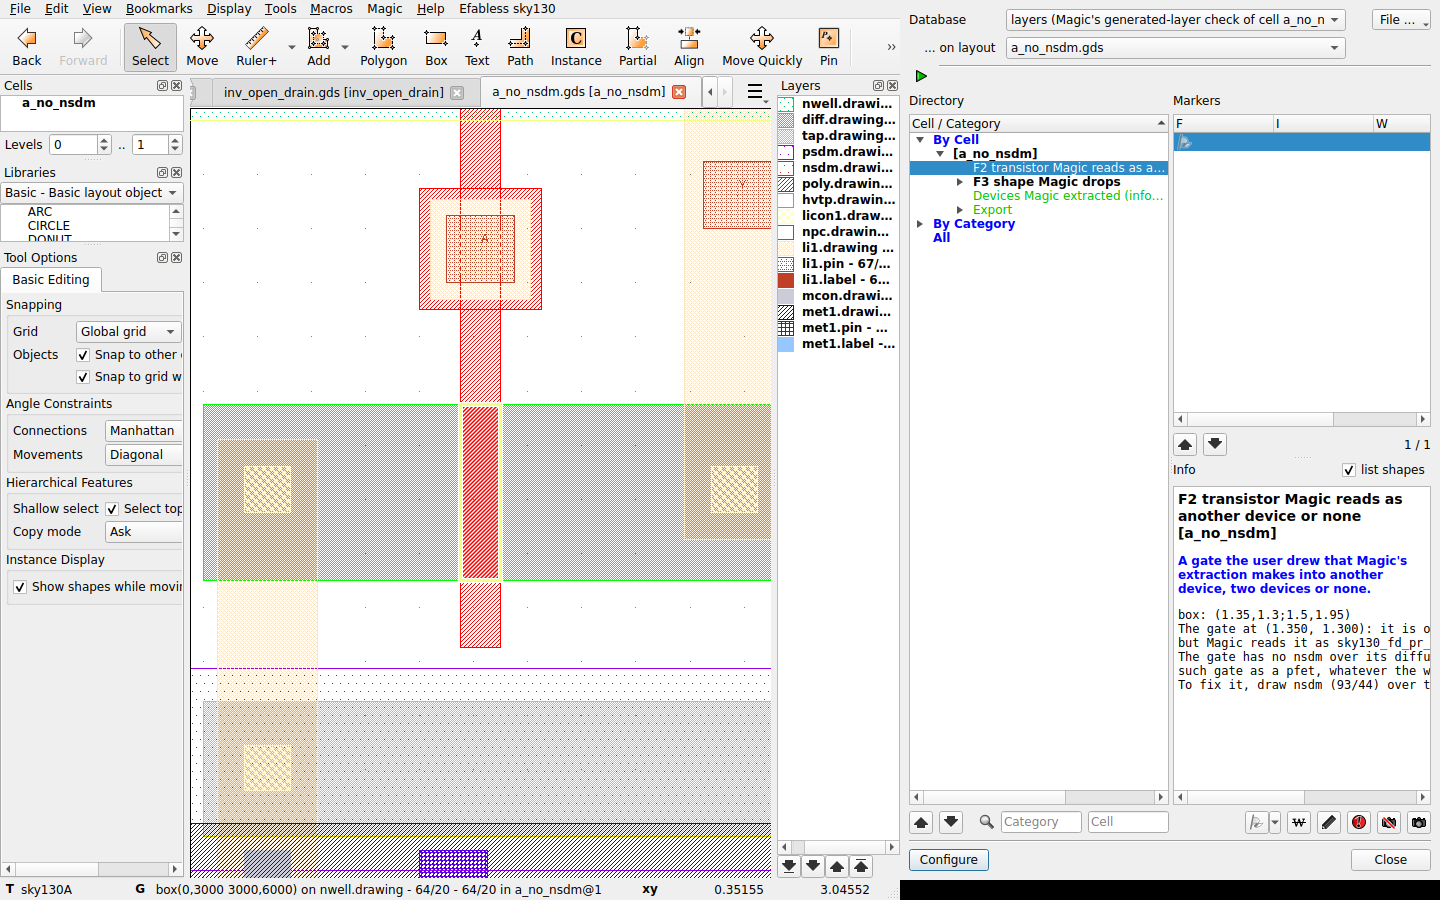 File Edit View Bookmarks Display Tools Macros Magic Help Efabless sky130
Back Forward Select Move Ruler+ Add Polygon Box Text Path Instance Partial Align Move Quickly Pin
Cells
a_no_nsdm
Levels 0 .. 1
Libraries
Basic - Basic layout object
ARC
CIRCLE
DONUT
Tool Options
Basic Editing
Snapping
Grid Global grid
Objects Snap to other
Snap to grid w
Angle Constraints
Connections Manhattan
Movements Diagonal
Hierarchical Features
Shallow select Select top
Copy mode Ask
Instance Display
Show shapes while movin
inv_open_drain.gds [inv_open_drain] a_no_nsdm.gds [a_no_nsdm]
A
Y
Layers
nwell.drawi...
diff.drawing...
tap.drawing...
psdm.drawi...
nsdm.drawi...
poly.drawin...
hvtp.drawin...
licon1.draw...
npc.drawin...
li1.drawing ...
li1.pin - 67/...
li1.label - 6...
mcon.drawi...
met1.drawi...
met1.pin - ...
met1.label -...
T sky130A G box(0,3000 3000,6000) on nwell.drawing - 64/20 - 64/20 in a_no_nsdm@1 xy 0.35155 3.04552
Database layers (Magic's generated-layer check of cell a_no_n File ...
... on layout a_no_nsdm.gds
Directory
Cell / Category
By Cell
[a_no_nsdm]
F2 transistor Magic reads as a...
F3 shape Magic drops
Devices Magic extracted (info...
Export
By Category
All
Category Cell
Configure
Markers
F I W
1 / 1
Info list shapes
F2 transistor Magic reads as
another device or none
[a_no_nsdm]
A gate the user drew that Magic's
extraction makes into another
device, two devices or none.
box: (1.35,1.3;1.5,1.95)
The gate at (1.350, 1.300): it is o
but Magic reads it as sky130_fd_pr_
The gate has no nsdm over its diffu
such gate as a pfet, whatever the w
To fix it, draw nsdm (93/44) over t
W
Close